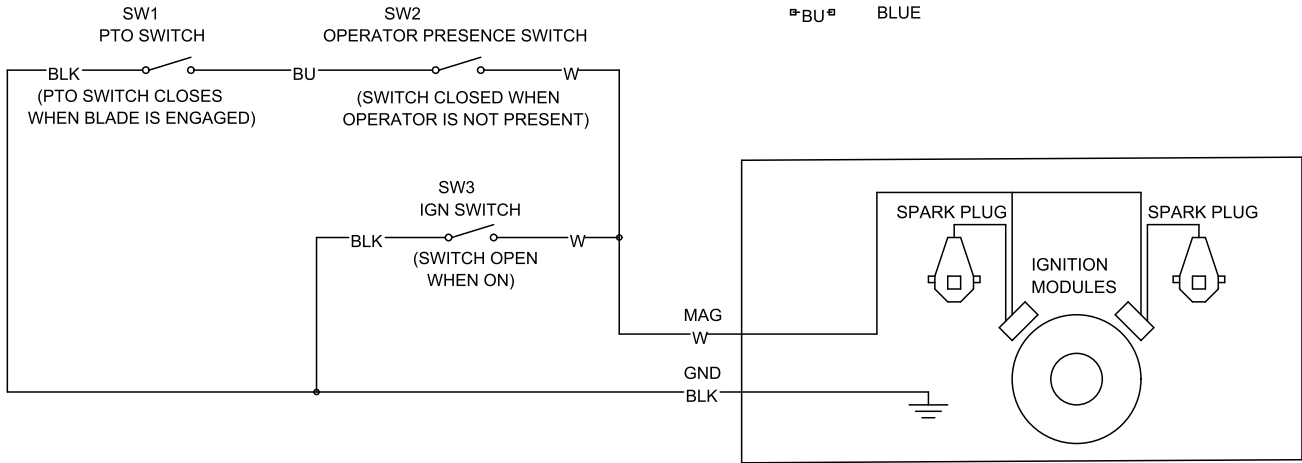 SW1
PTO SWITCH
SW2
OPERATOR PRESENCE SWITCH
BU
BLUE
BLK
BU
W
(PTO SWITCH CLOSES
WHEN BLADE IS ENGAGED)
(SWITCH CLOSED WHEN
OPERATOR IS NOT PRESENT)
SW3
IGN SWITCH
BLK
W
(SWITCH OPEN
WHEN ON)
SPARK PLUG
SPARK PLUG
IGNITION
MODULES
MAG
W
GND
BLK